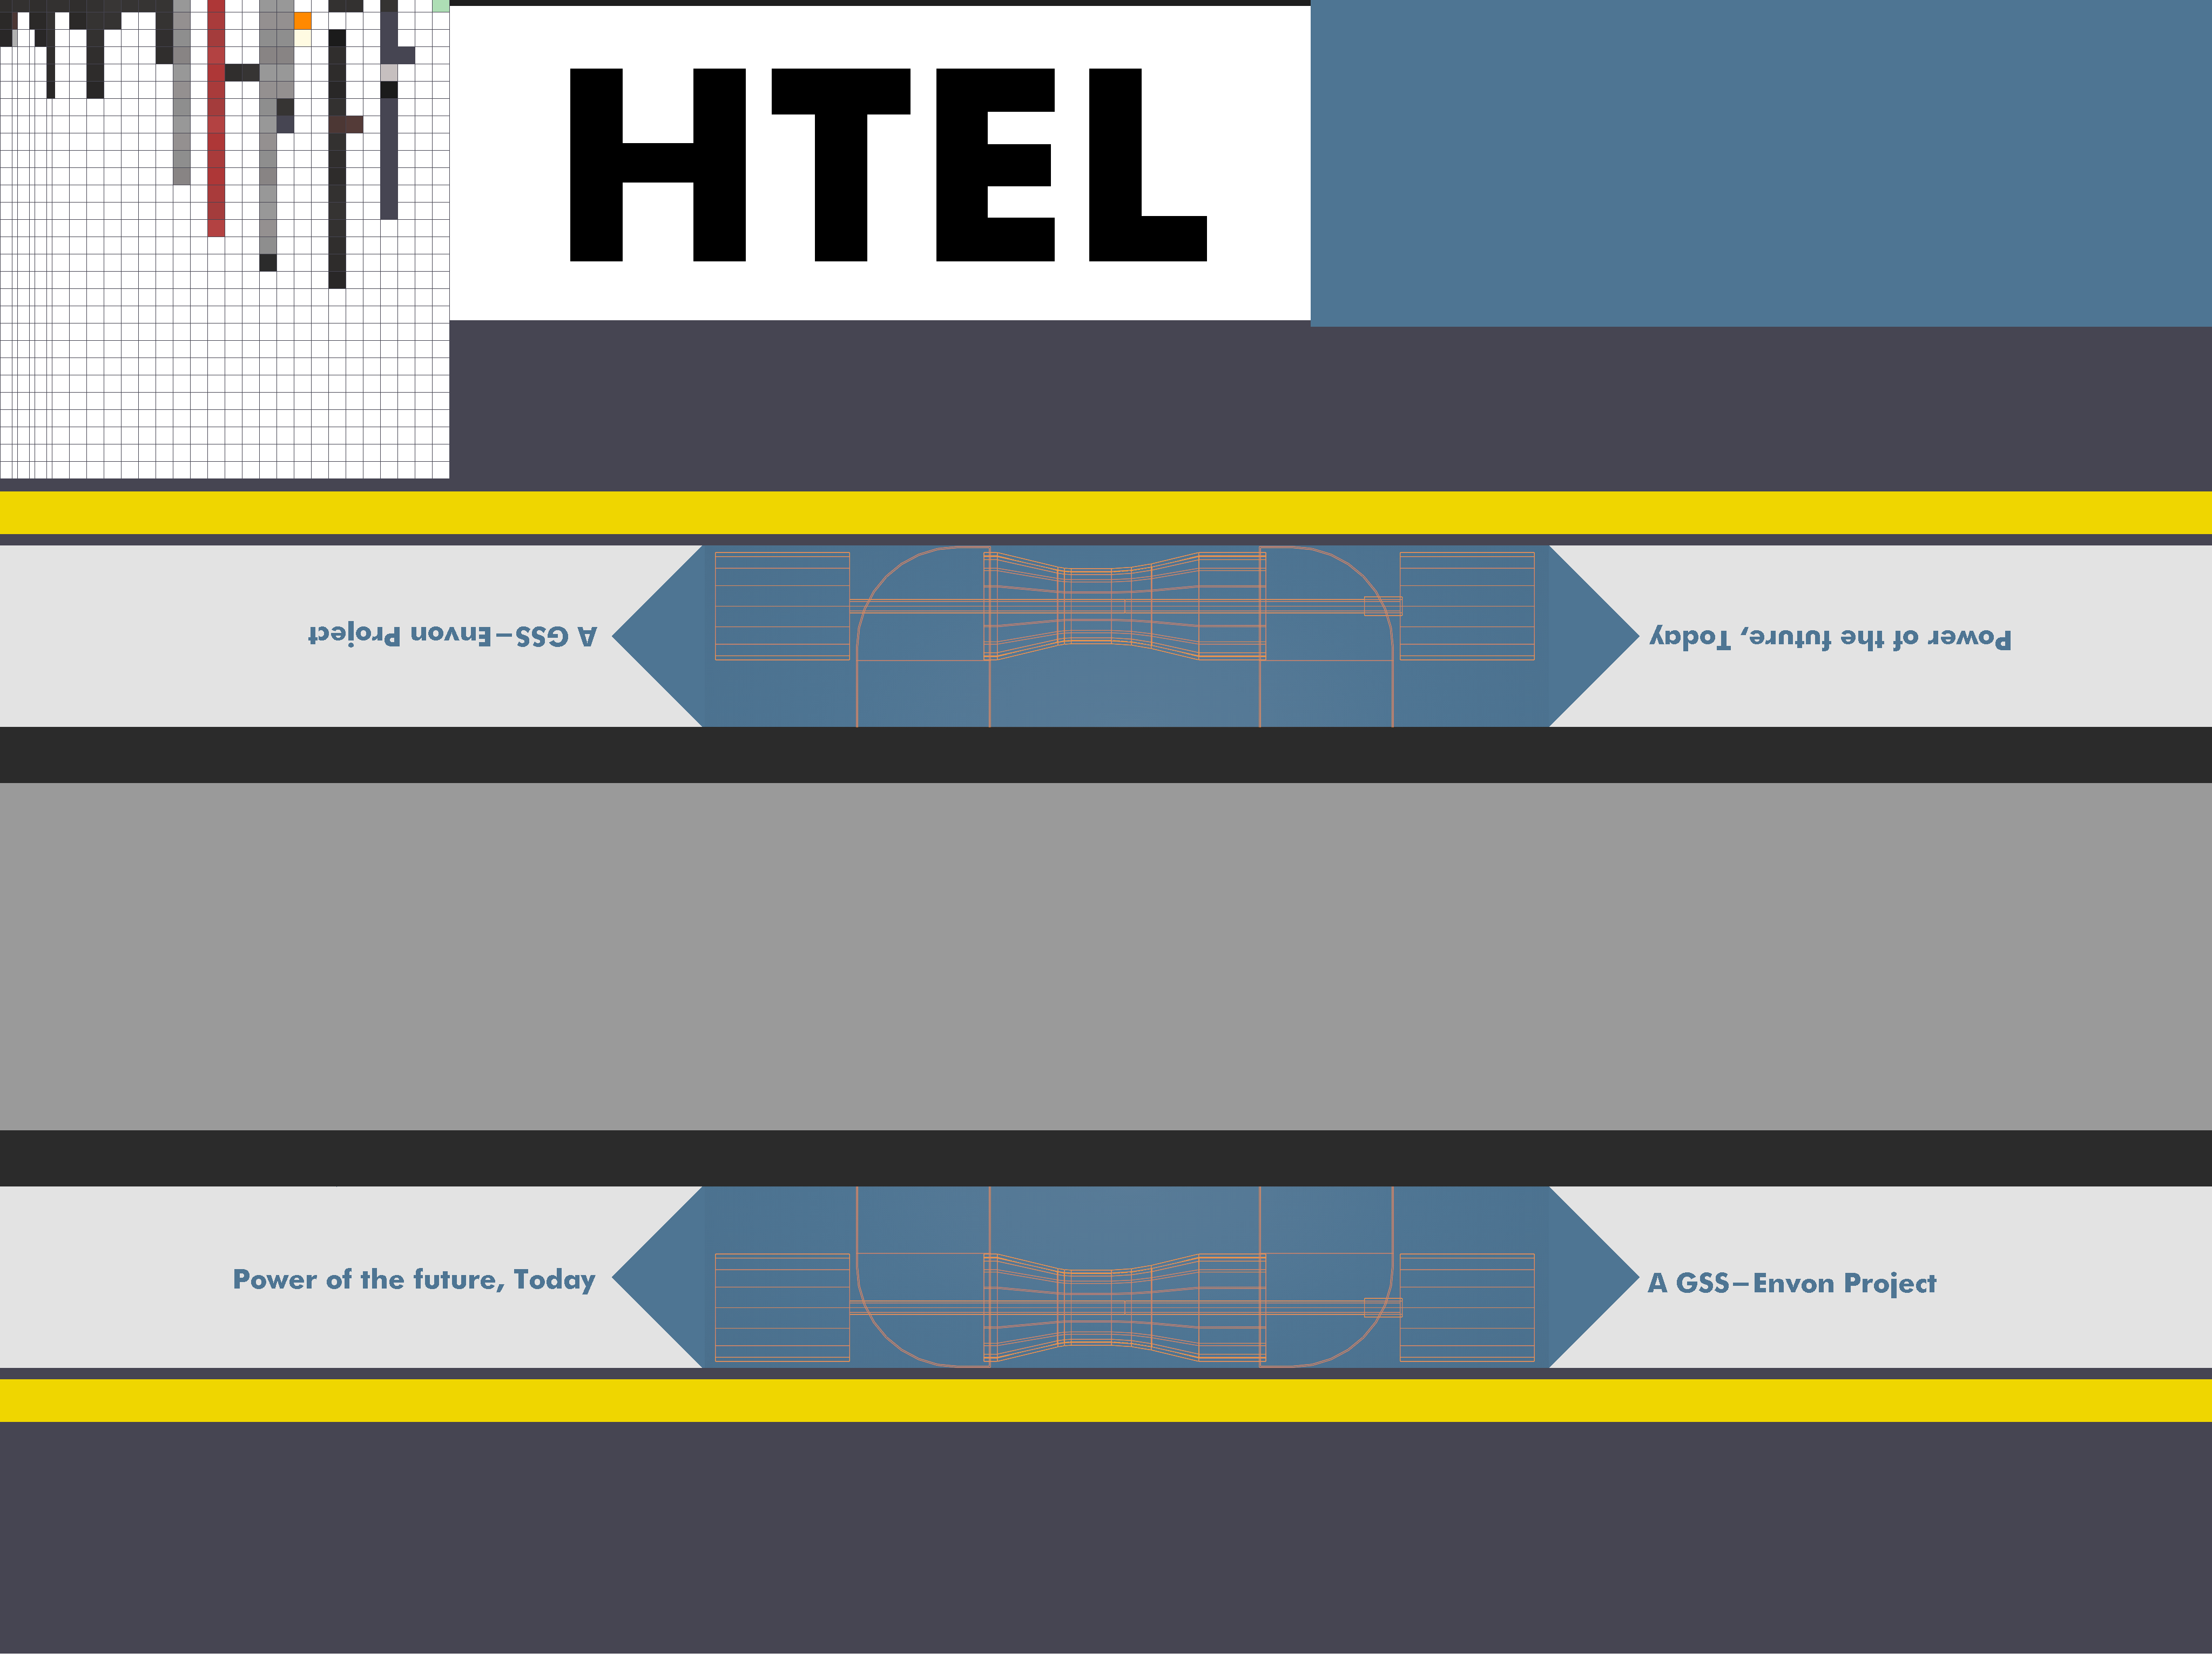 HTEL
A GSS–Envon Project
Power of the future, Today
Power of the future, Today
A GSS–Envon Project